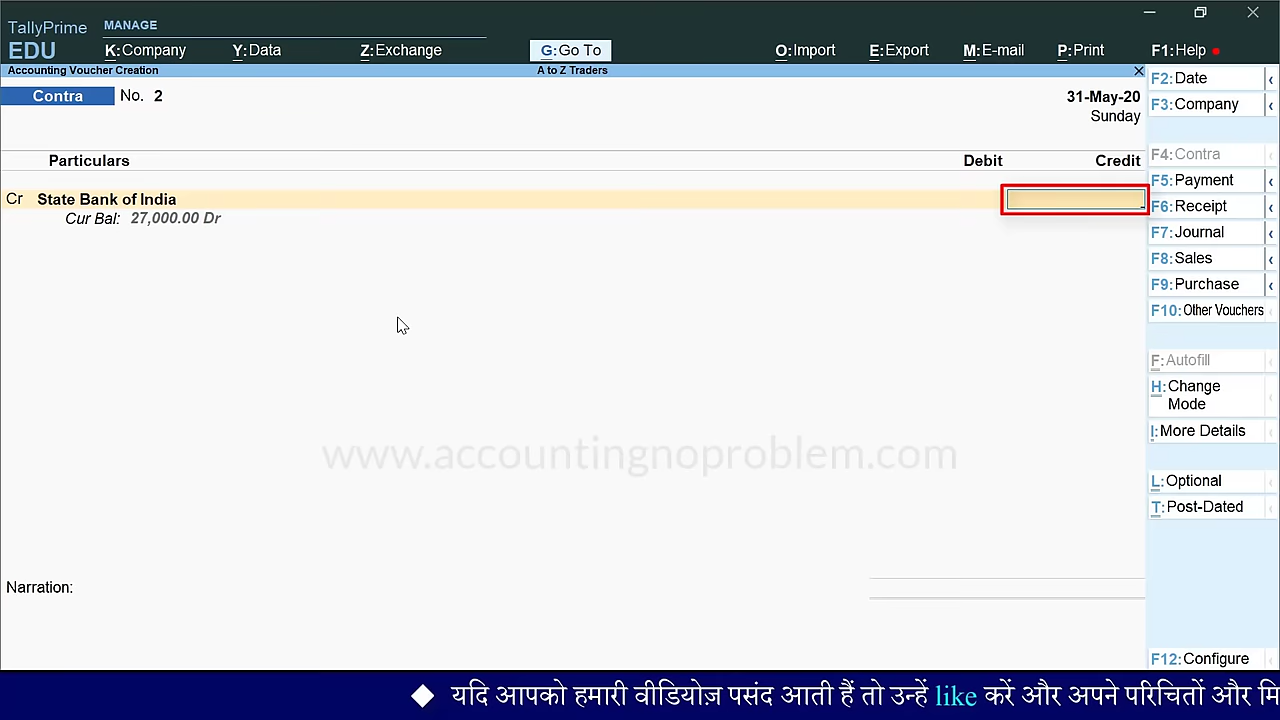 TallyPrime
MANAGE
EDU
K:Company Y:Data Z:Exchange G:Go To O:Import E:Export M:E-mail P:Print F1:Help
Accounting Voucher Creation A to Z Traders
Contra No. 2 31-May-20
Sunday
Particulars Debit Credit
Cr State Bank of India
Cur Bal: 27,000.00 Dr
Narration:
F2:Date
F3:Company
F4:Contra
F5:Payment
F6:Receipt
F7:Journal
F8:Sales
F9:Purchase
F10:Other Vouchers
F:Autofill
H:Change
Mode
I:More Details
L:Optional
T:Post-Dated
F12:Configure
www.accountingnoproblem.com
◆ यदि आपको हमारी वीडियोज़ पसंद आती हैं तो उन्हें like करें और अपने परिचितों और मि